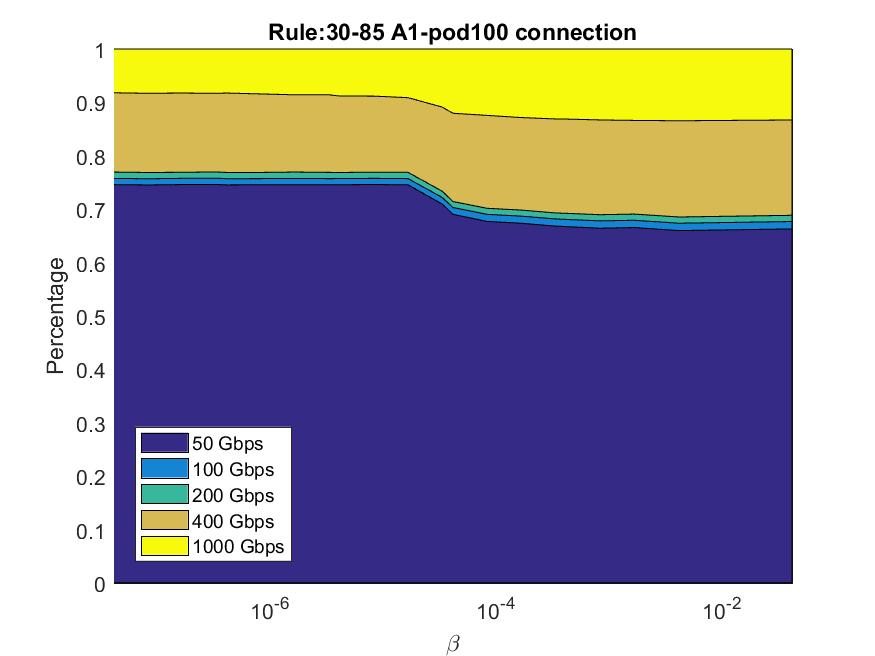 Rule:30-85 A1-pod100 connection
1
0.9
0.8
0.7
0.6
0.5
0.4
0.3
0.2
0.1
0
Percentage
50 Gbps
100 Gbps
200 Gbps
400 Gbps
1000 Gbps
10^-6 10^-4 10^-2
β